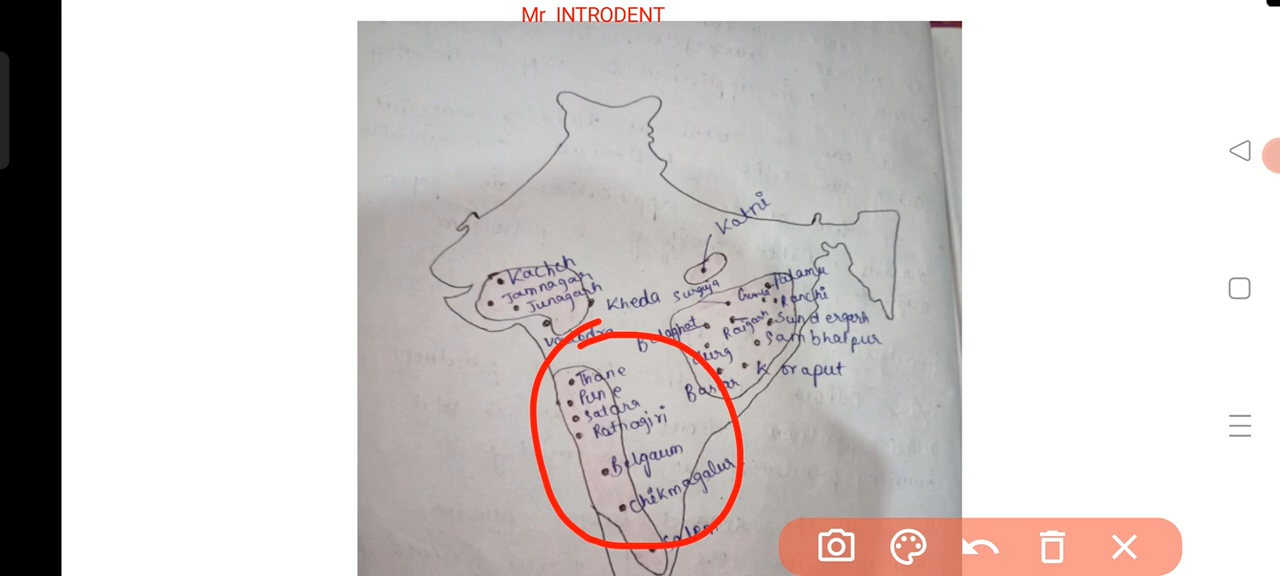 Mr INTRODENT
Katni
Kachch
Jamnagar
Junagarh
Kheda
Surguja
Palamu
Gumla
Ranchi
Balaghat
Raigarh
Sundergarh
Sambhalpur
Durg
Koraput
Bastar
Thane
Pune
Satara
Ratnagiri
Belgaum
Chikmagalur
Salem